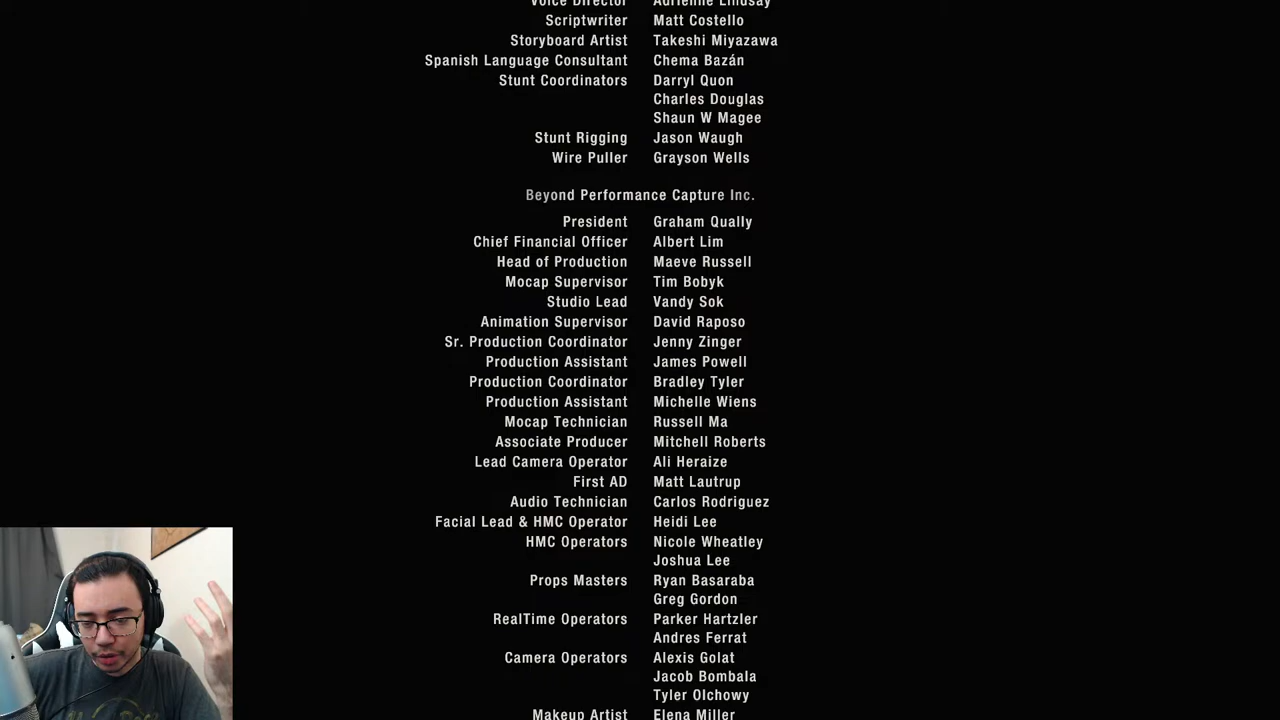 Voice Director Adrienne Lindsay
Scriptwriter Matt Costello
Storyboard Artist Takeshi Miyazawa
Spanish Language Consultant Chema Bazán
Stunt Coordinators Darryl Quon
Charles Douglas
Shaun W Magee
Stunt Rigging Jason Waugh
Wire Puller Grayson Wells
Beyond Performance Capture Inc.
President Graham Qually
Chief Financial Officer Albert Lim
Head of Production Maeve Russell
Mocap Supervisor Tim Bobyk
Studio Lead Vandy Sok
Animation Supervisor David Raposo
Sr. Production Coordinator Jenny Zinger
Production Assistant James Powell
Production Coordinator Bradley Tyler
Production Assistant Michelle Wiens
Mocap Technician Russell Ma
Associate Producer Mitchell Roberts
Lead Camera Operator Ali Heraize
First AD Matt Lautrup
Audio Technician Carlos Rodriguez
Facial Lead & HMC Operator Heidi Lee
HMC Operators Nicole Wheatley
Joshua Lee
Props Masters Ryan Basaraba
Greg Gordon
RealTime Operators Parker Hartzler
Andres Ferrat
Camera Operators Alexis Golat
Jacob Bombala
Tyler Olchowy
Makeup Artist Elena Miller